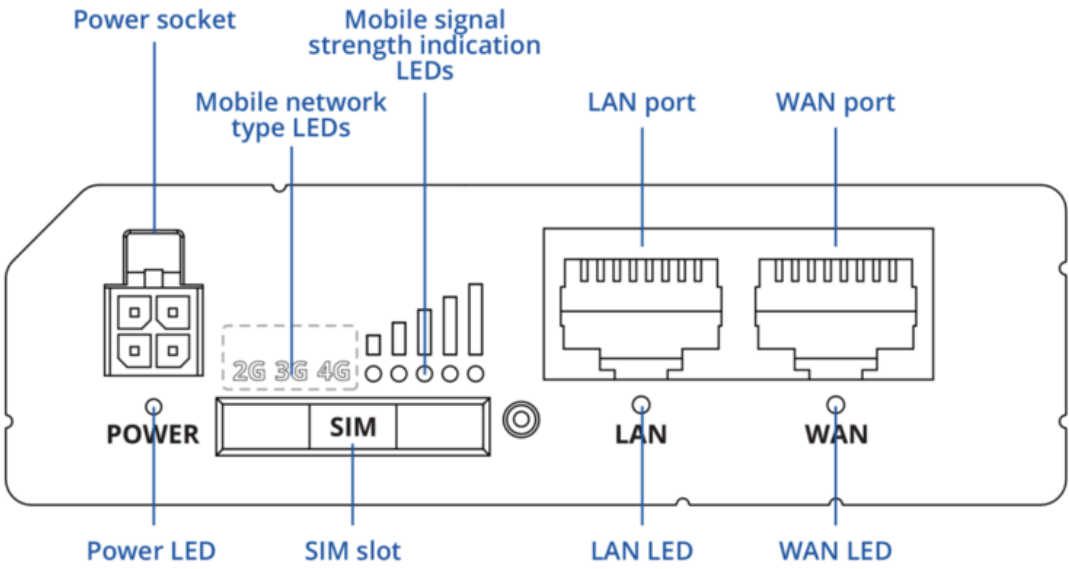 Power socket
Mobile signal
strength indication
LEDs
Mobile network
type LEDs
LAN port
WAN port
2G 3G 4G
POWER
SIM
LAN
WAN
Power LED
SIM slot
LAN LED
WAN LED